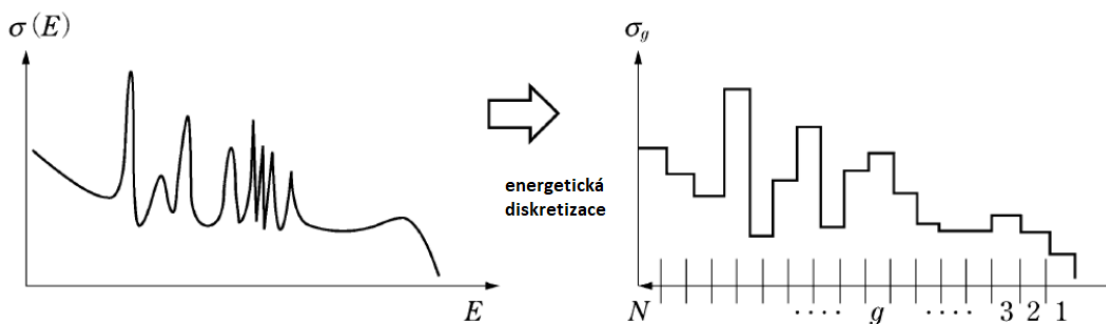 σ (E)
E
energetická
diskretizace
σg
N · · · · g · · · · 3 2 1